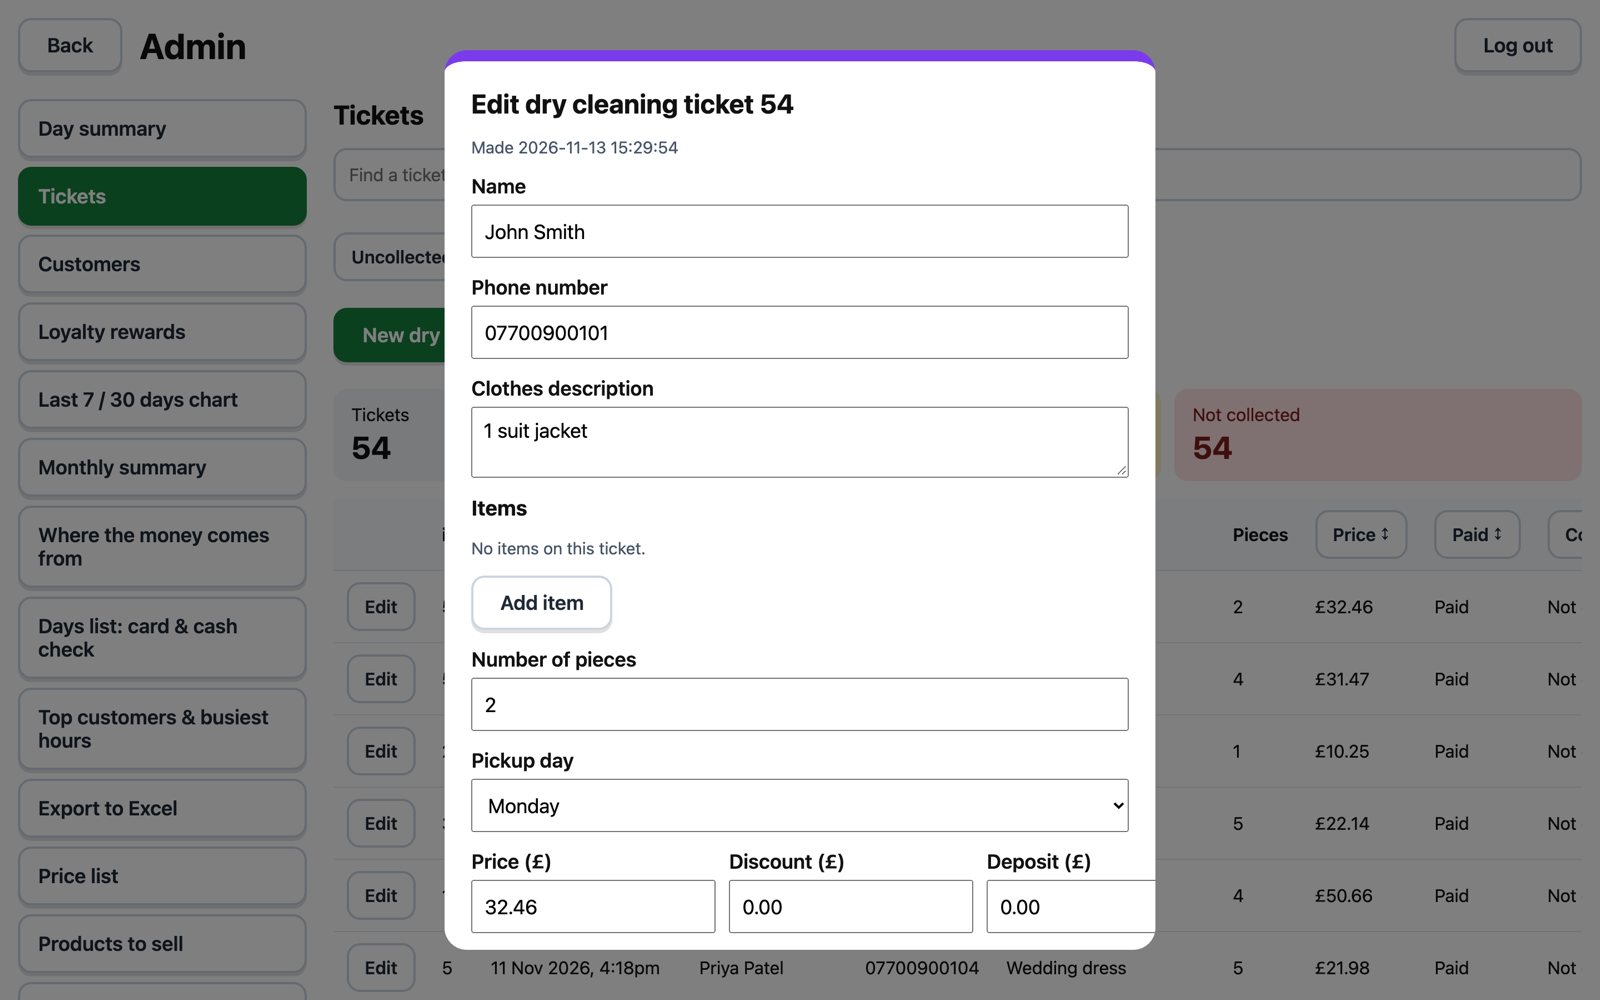 Back
Admin
Log out
Day summary
Tickets
Customers
Loyalty rewards
Last 7 / 30 days chart
Monthly summary
Where the money comes
from
Days list: card & cash
check
Top customers & busiest
hours
Export to Excel
Price list
Products to sell
Tickets
Find a ticket
Uncollected
New dry
Tickets
54
Not collected
54
Pieces
Price ↕
Paid ↕
Edit
2
£32.46
Paid
Not
Edit
4
£31.47
Paid
Not
Edit
1
£10.25
Paid
Not
Edit
5
£22.14
Paid
Not
Edit
4
£50.66
Paid
Not
Edit
5
11 Nov 2026, 4:18pm
Priya Patel
07700900104
Wedding dress
5
£21.98
Paid
Not
Edit dry cleaning ticket 54
Made 2026-11-13 15:29:54
Name
John Smith
Phone number
07700900101
Clothes description
1 suit jacket
Items
No items on this ticket.
Add item
Number of pieces
2
Pickup day
Monday
Price (£)
Discount (£)
Deposit (£)
32.46
0.00
0.00